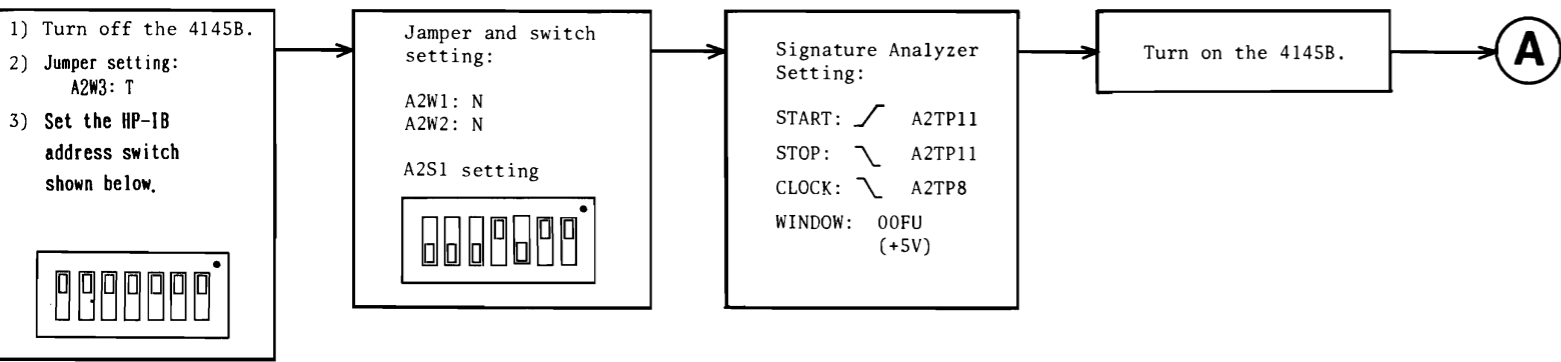 1) Turn off the 4145B.
2) Jumper setting:
A2W3: T
3) Set the HP-IB
address switch
shown below.
Jamper and switch
setting:
A2W1: N
A2W2: N
A2S1 setting
Signature Analyzer
Setting:
START: A2TP11
STOP: A2TP11
CLOCK: A2TP8
WINDOW: 00FU
(+5V)
Turn on the 4145B.
A